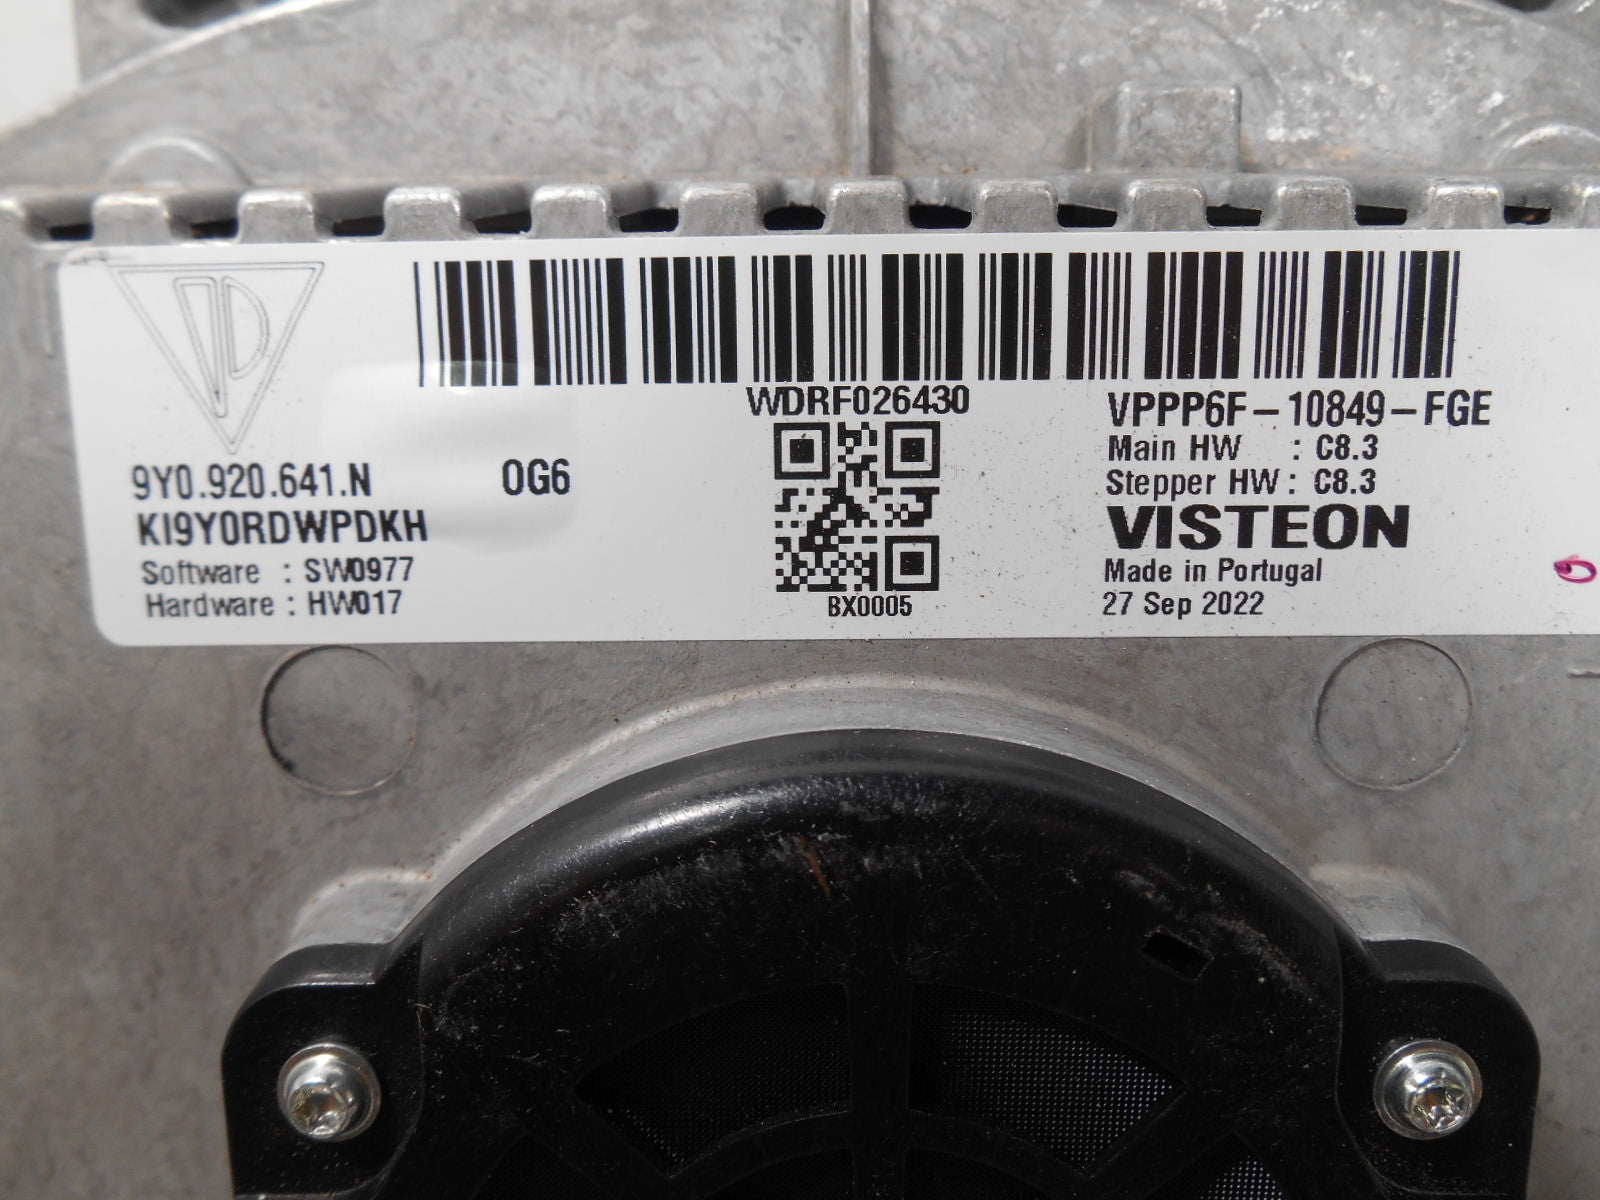 WDRF026430
VPPP6F-10849-FGE
Main HW : C8.3
Stepper HW : C8.3
VISTEON
Made in Portugal
27 Sep 2022
9Y0.920.641.N 0G6
KI9Y0RDWPDKH
Software : SW0977
Hardware : HW017
BX0005